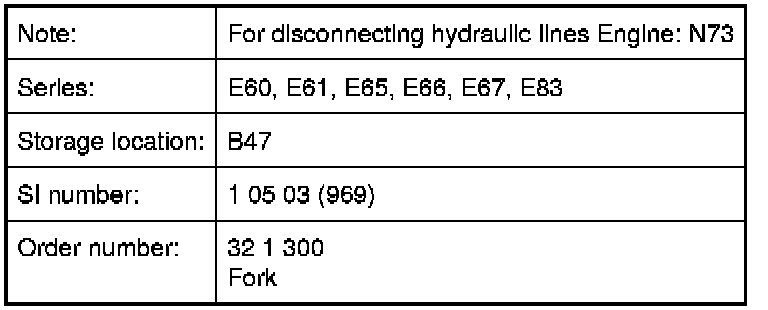 Note: For disconnecting hydraulic lines Engine: N73
Series: E60, E61, E65, E66, E67, E83
Storage location: B47
SI number: 1 05 03 (969)
Order number: 32 1 300
Fork